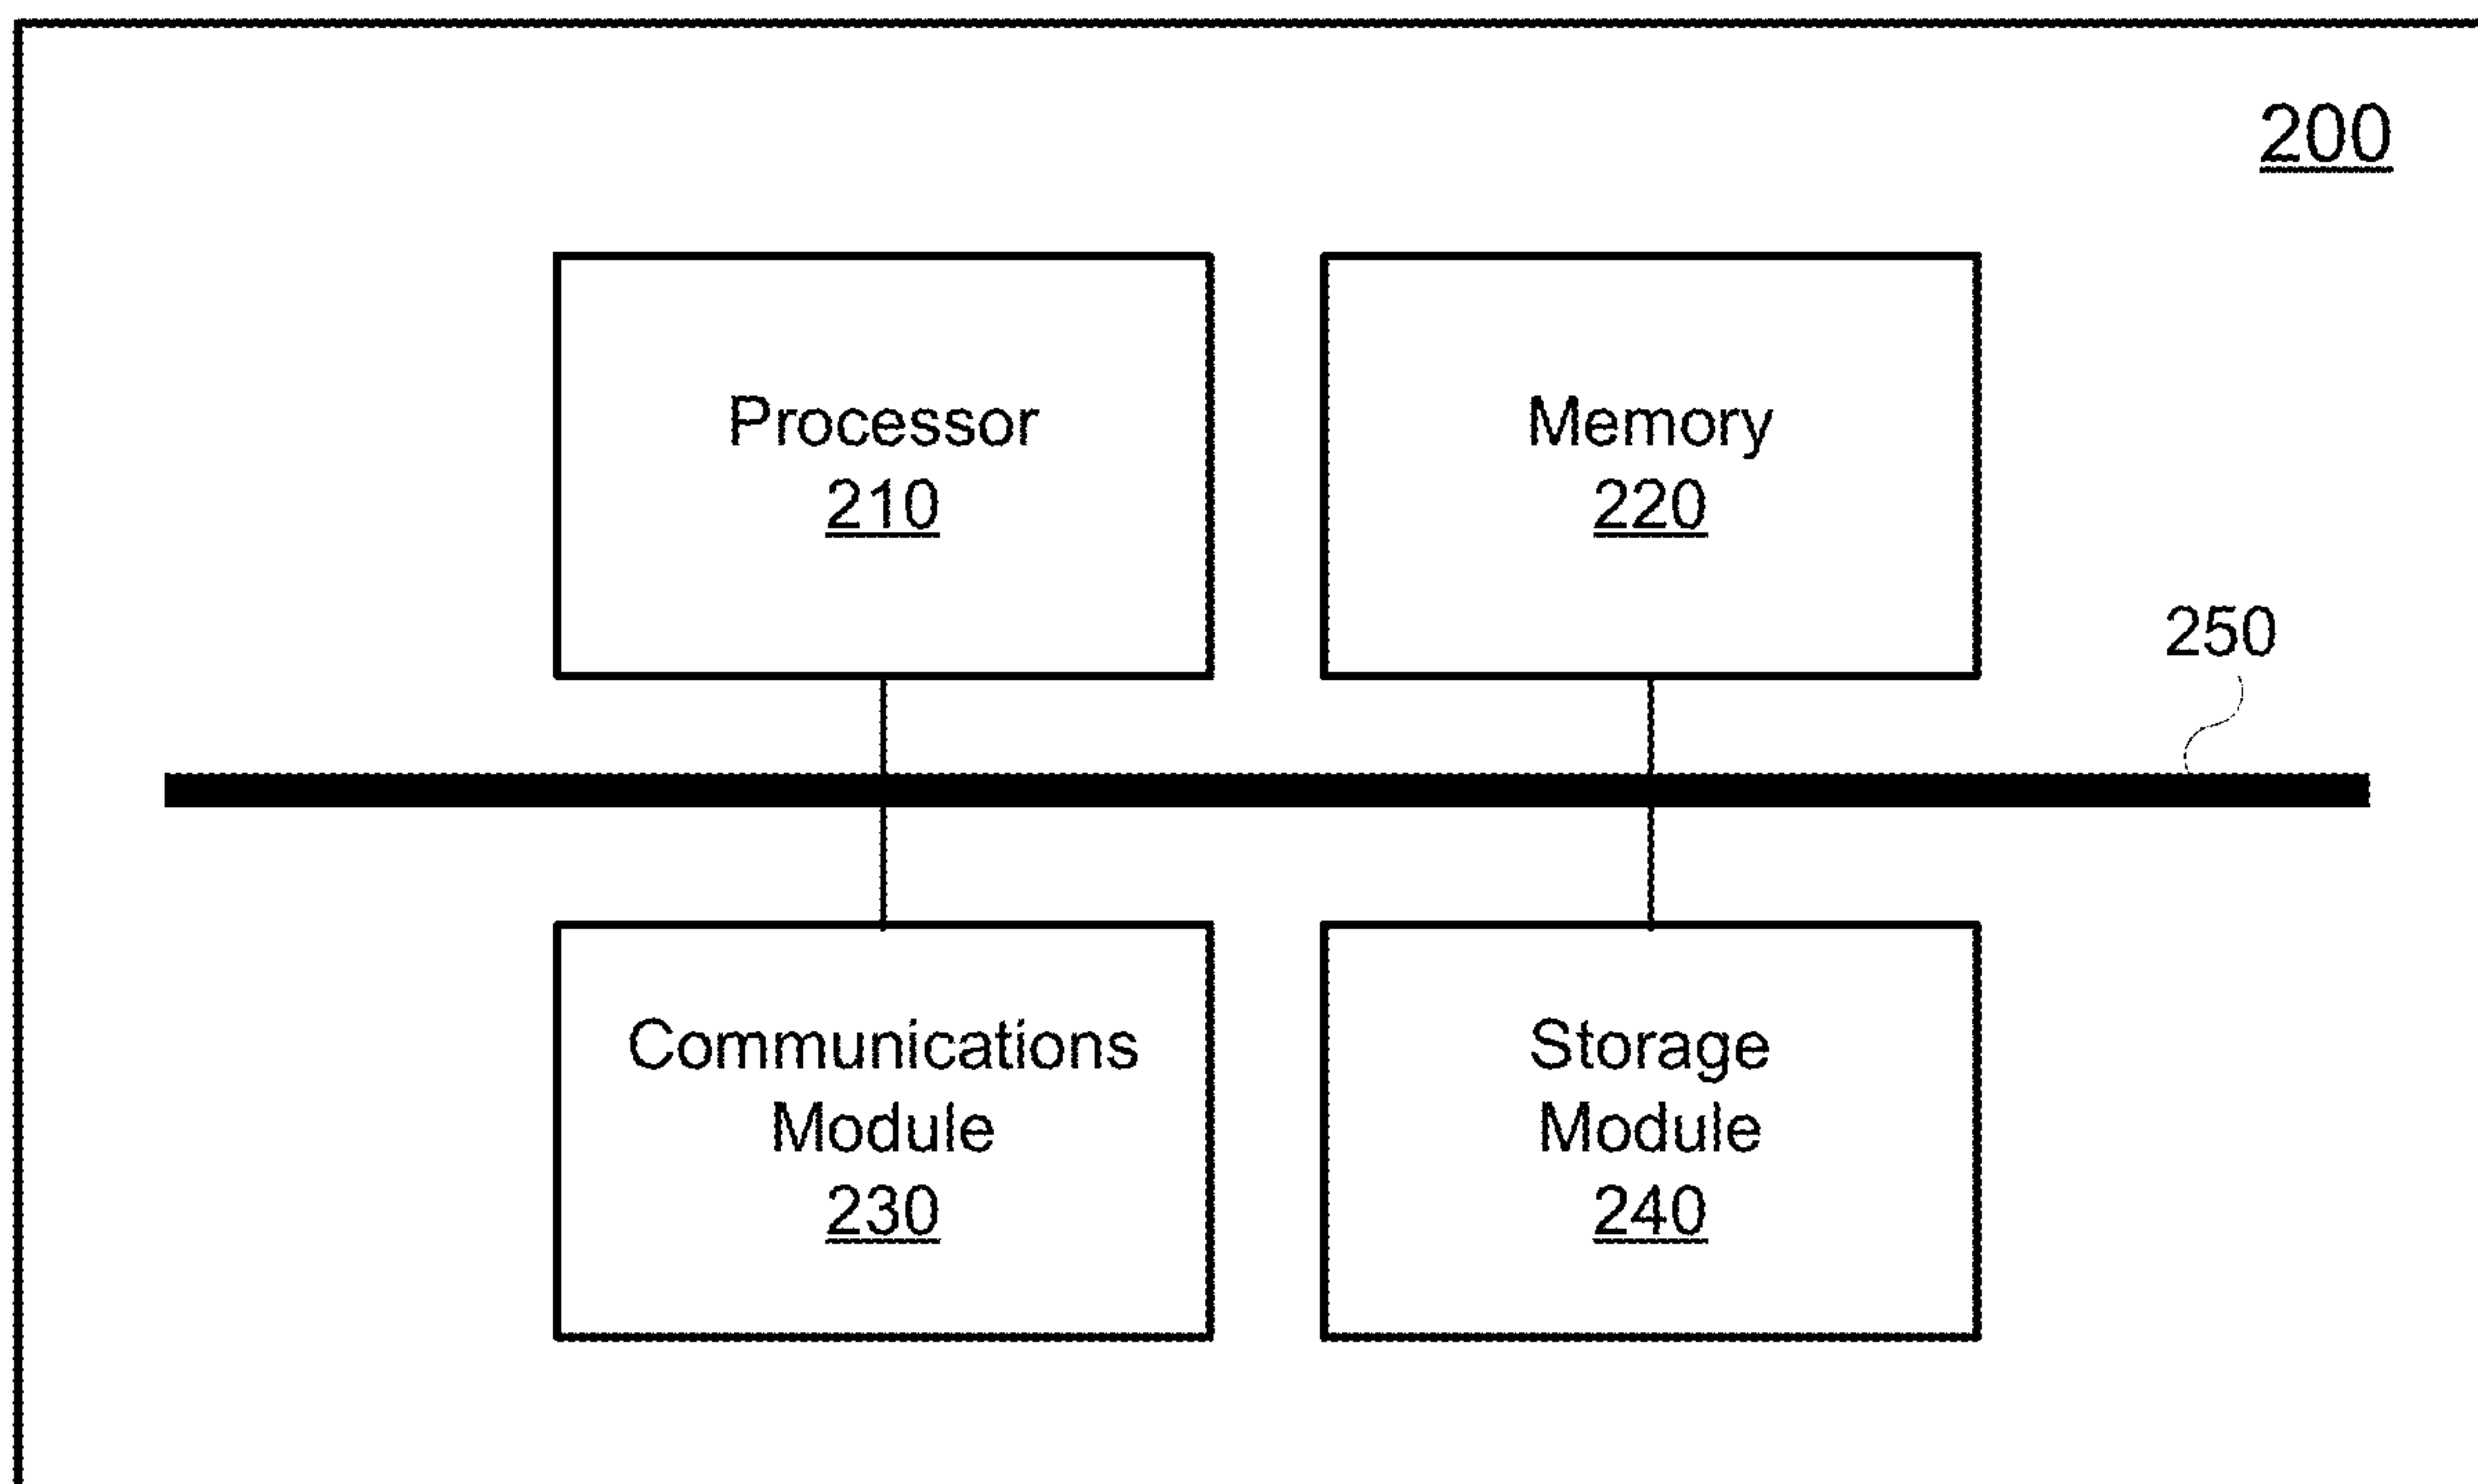 200
Processor
210
Memory
220
250
Communications
Module
230
Storage
Module
240